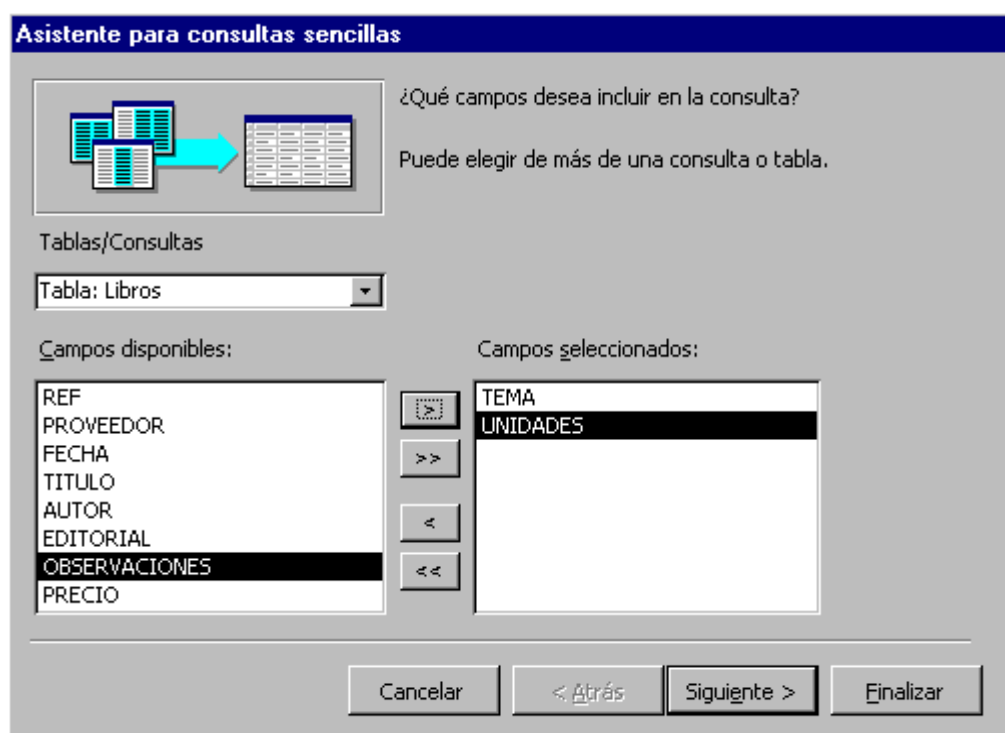 Asistente para consultas sencillas
¿Qué campos desea incluir en la consulta?
Puede elegir de más de una consulta o tabla.
Tablas/Consultas
Tabla: Libros
Campos disponibles:
REF
PROVEEDOR
FECHA
TITULO
AUTOR
EDITORIAL
OBSERVACIONES
PRECIO
>
>>
<
<<
Campos seleccionados:
TEMA
UNIDADES
Cancelar
< Atrás
Siguiente >
Finalizar